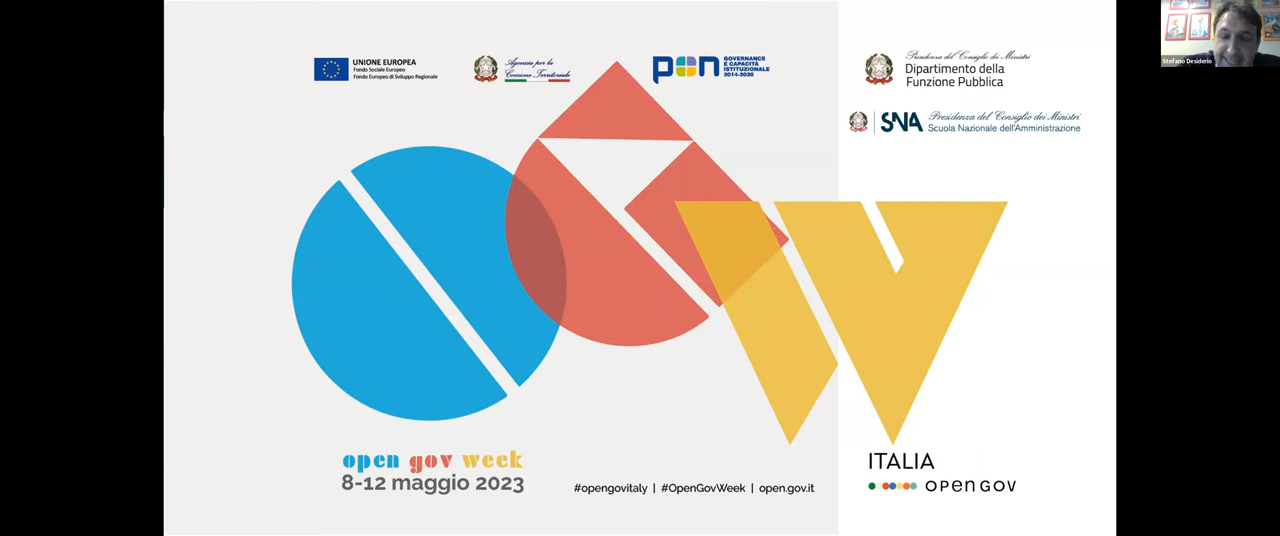 UNIONE EUROPEA
Fondo Sociale Europeo
Fondo Europeo di Sviluppo Regionale
Agenzia per la
Coesione Territoriale
pon
GOVERNANCE
E CAPACITÀ
ISTITUZIONALE
2014-2020
Presidenza del Consiglio dei Ministri
Dipartimento della
Funzione Pubblica
SNA
Presidenza del Consiglio dei Ministri
Scuola Nazionale dell'Amministrazione
Stefano Desiderio
open gov week
8-12 maggio 2023
#opengovitaly | #OpenGovWeek | open.gov.it
ITALIA
OPEN GOV